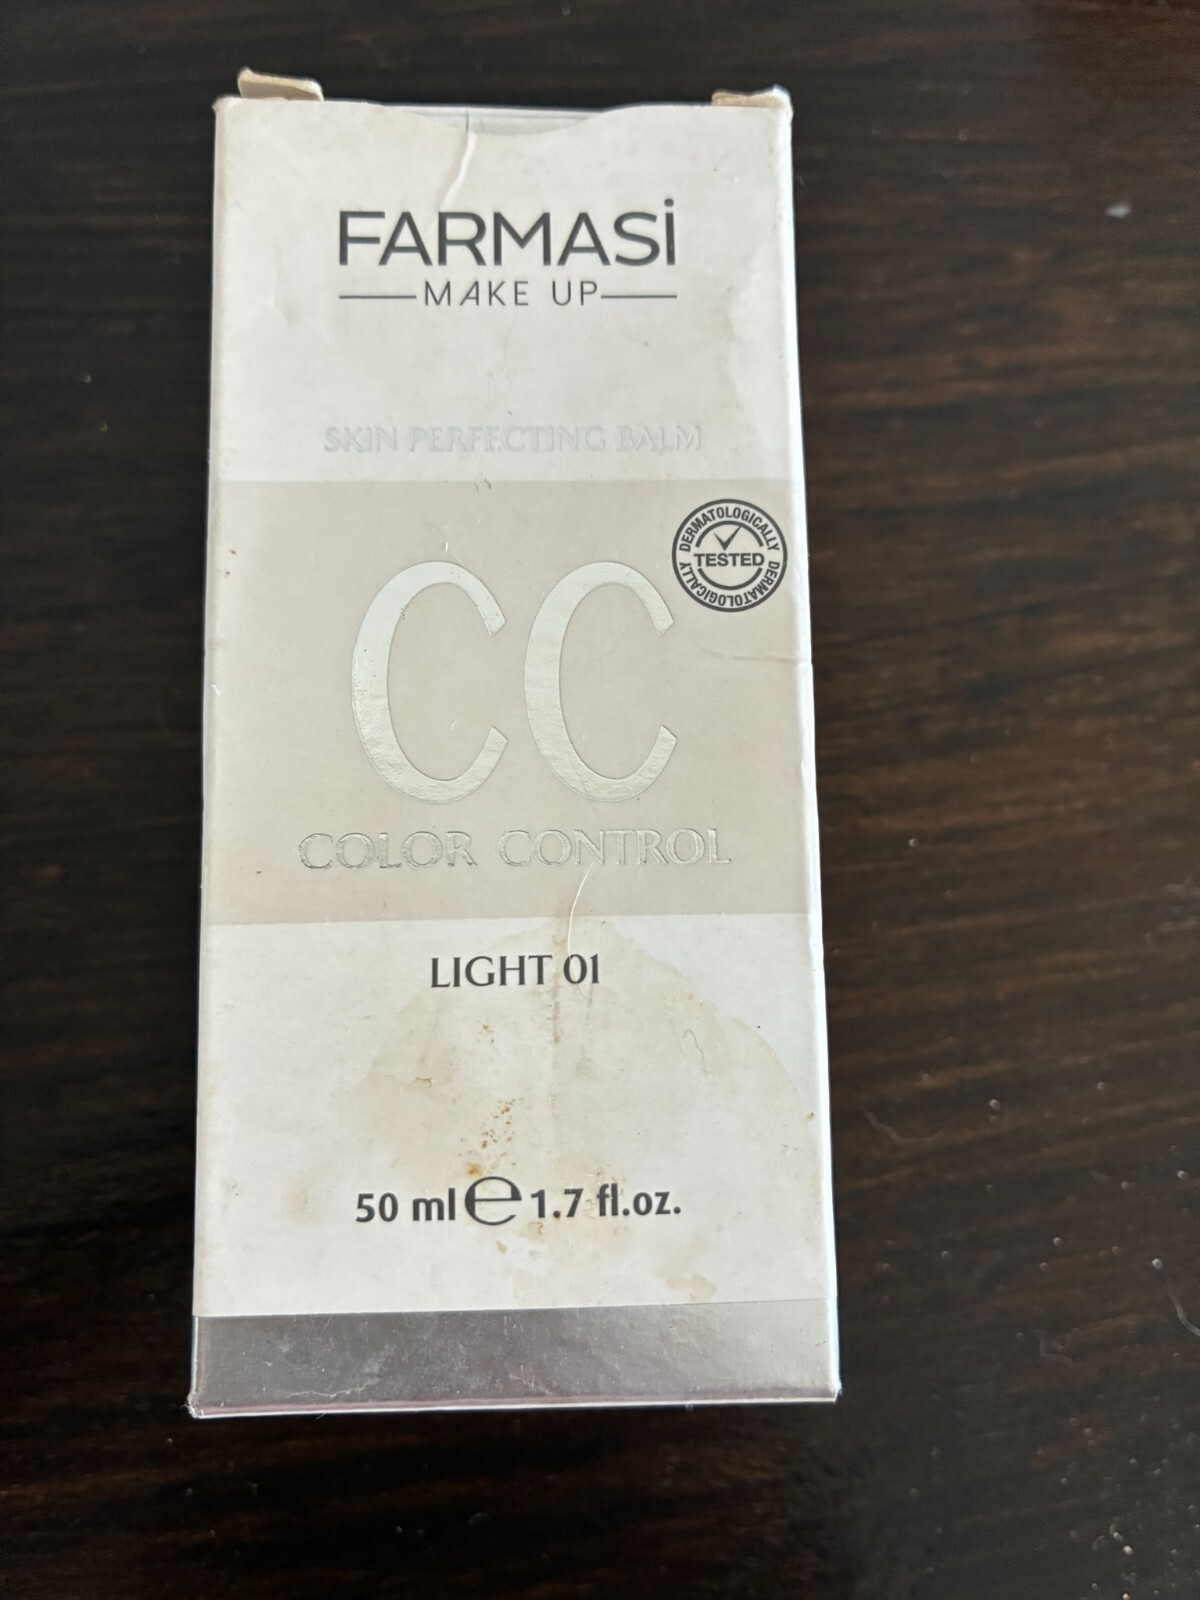 FARMASİ
MAKE UP
SKIN PERFECTING BALM
DERMATOLOGICALLY
TESTED
DERMATOLOGICALLY
CC
COLOR CONTROL
LIGHT 01
50 ml e 1.7 fl.oz.